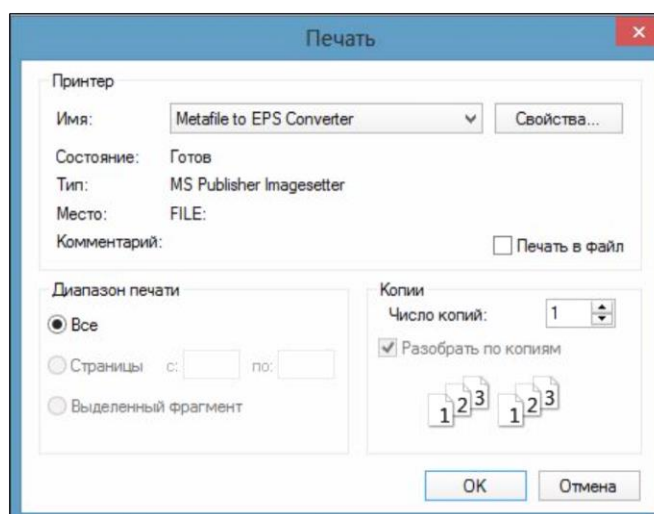 Печать
Принтер
Имя: Metafile to EPS Converter Свойства...
Состояние: Готов
Тип: MS Publisher Imagesetter
Место: FILE:
Комментарий: Печать в файл
Диапазон печати
Все
Страницы с: по:
Выделенный фрагмент
Копии
Число копий: 1
Разобрать по копиям
1 2 3 1 2 3
OK Отмена